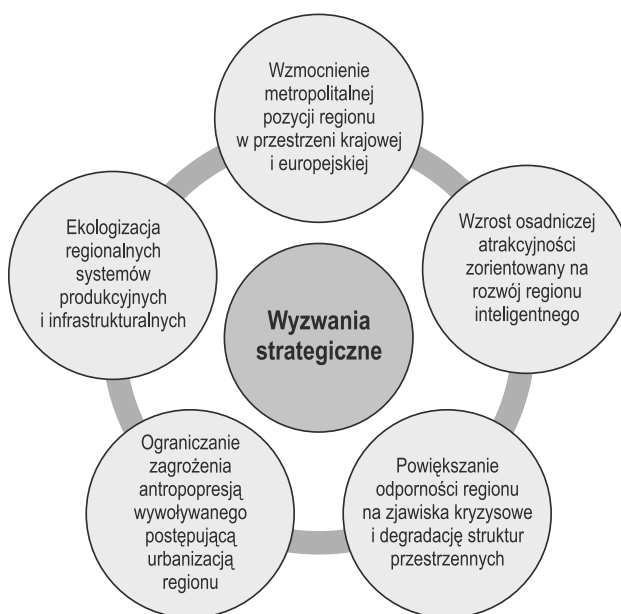 Wzmocnienie
metropolitalnej
pozycji regionu
w przestrzeni krajowej
i europejskiej
Wzrost osadniczej
atrakcyjności
zorientowany na
rozwój regionu
inteligentnego
Powiększanie
odporności regionu
na zjawiska kryzysowe
i degradację struktur
przestrzennych
Ograniczanie
zagrożenia
antropopresją
wywoływanego
postępującą
urbanizacją
regionu
Ekologizacja
regionalnych
systemów
produkcyjnych
i infrastrukturalnych
Wyzwania
strategiczne